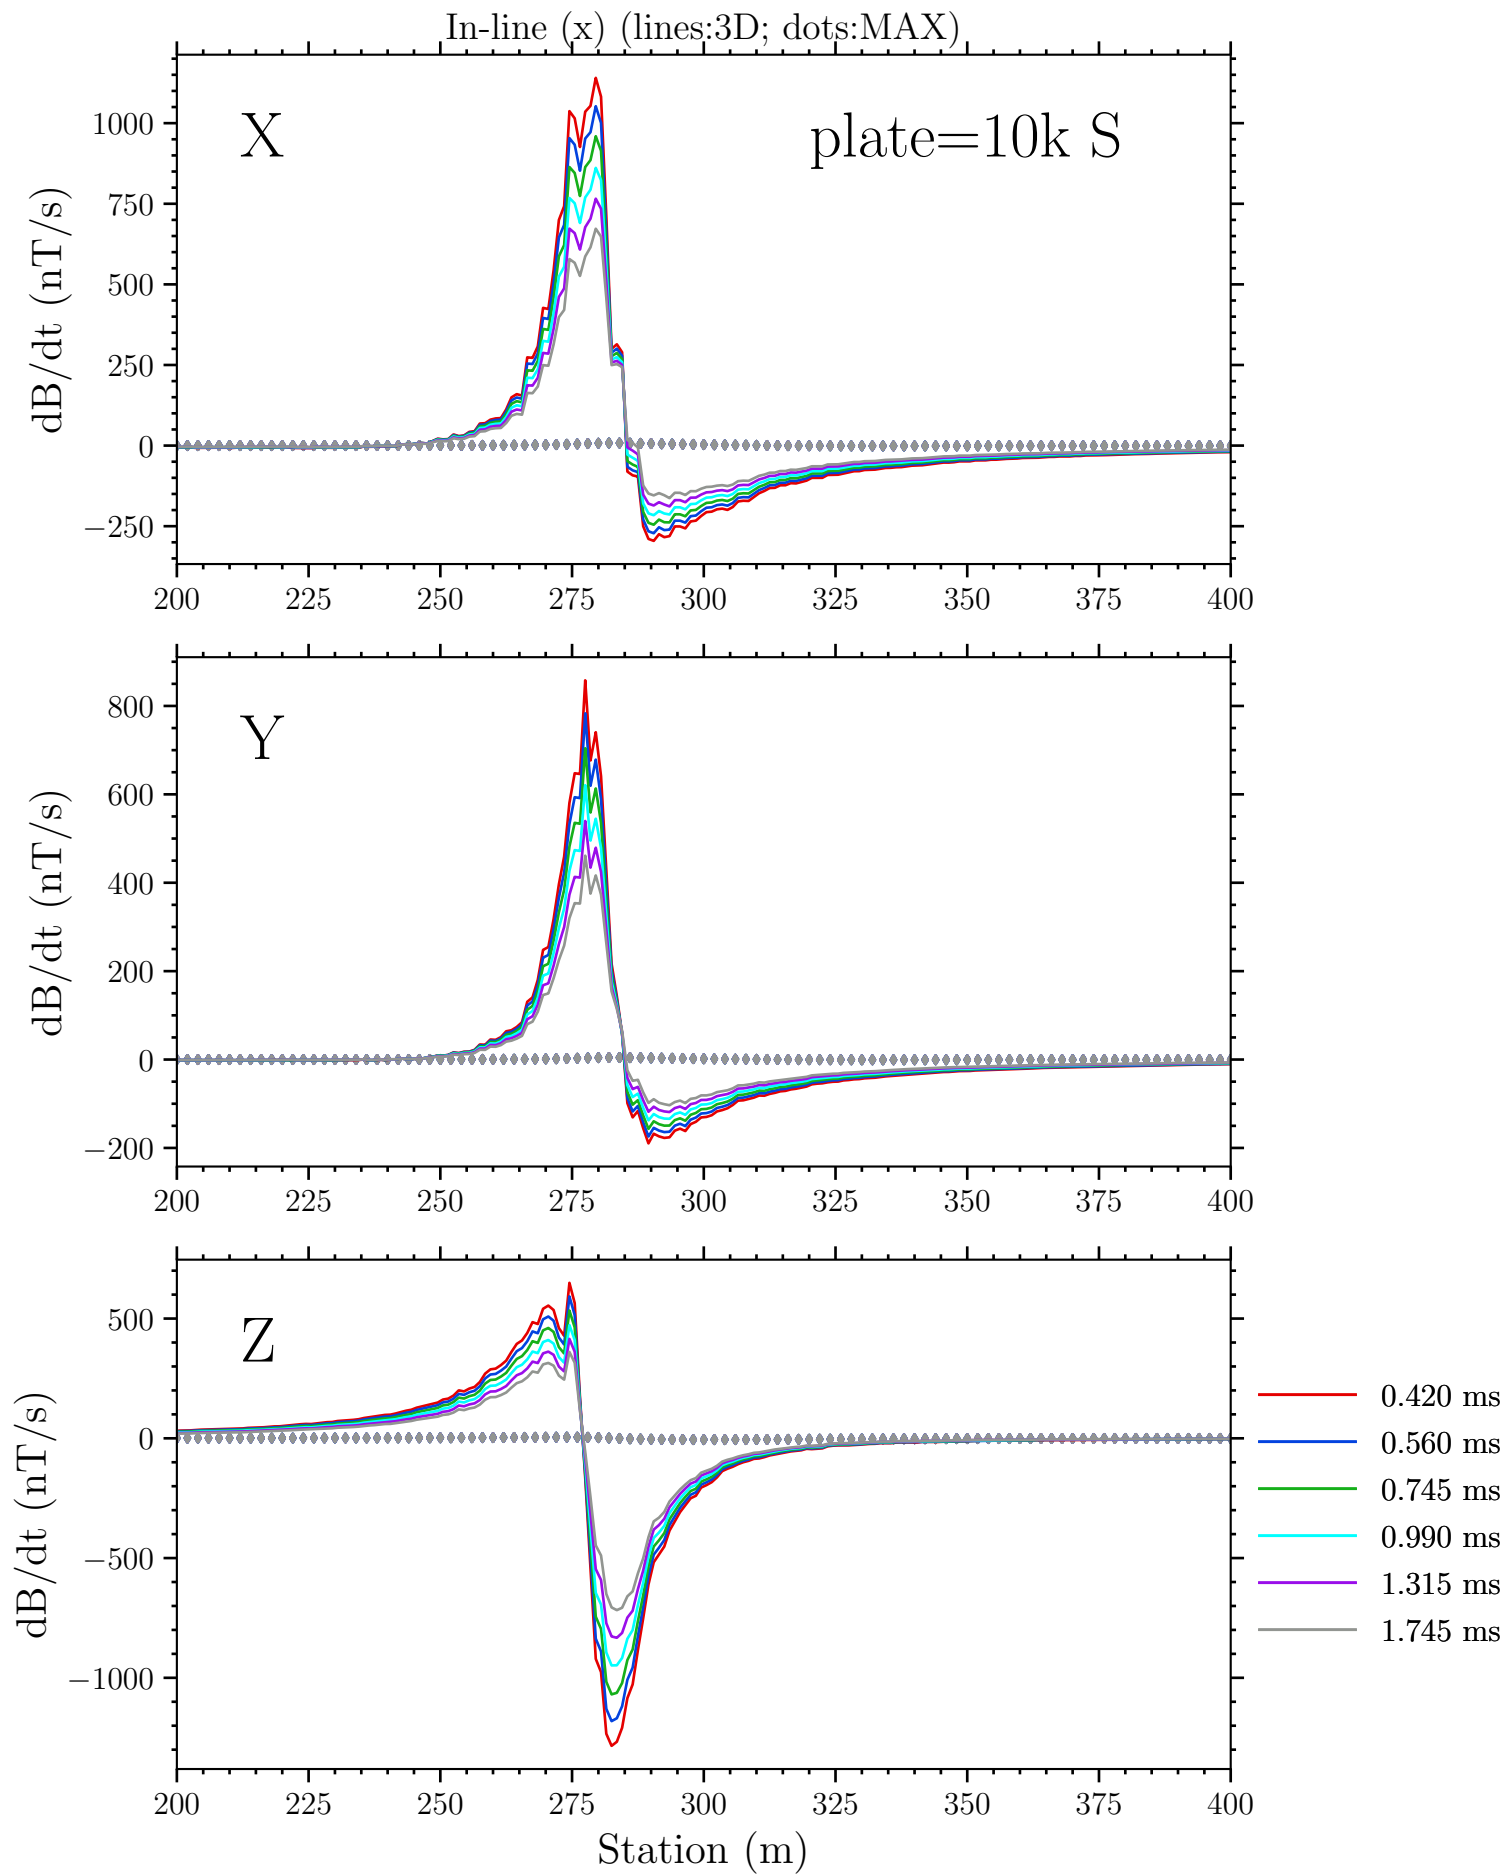 In-line (x) (lines:3D; dots:MAX)
X
plate=10k S
dB/dt (nT/s)
1000
750
500
250
0
−250
200 225 250 275 300 325 350 375 400
Y
dB/dt (nT/s)
800
600
400
200
0
−200
200 225 250 275 300 325 350 375 400
Z
dB/dt (nT/s)
500
0
−500
−1000
200 225 250 275 300 325 350 375 400
Station (m)
0.420 ms
0.560 ms
0.745 ms
0.990 ms
1.315 ms
1.745 ms